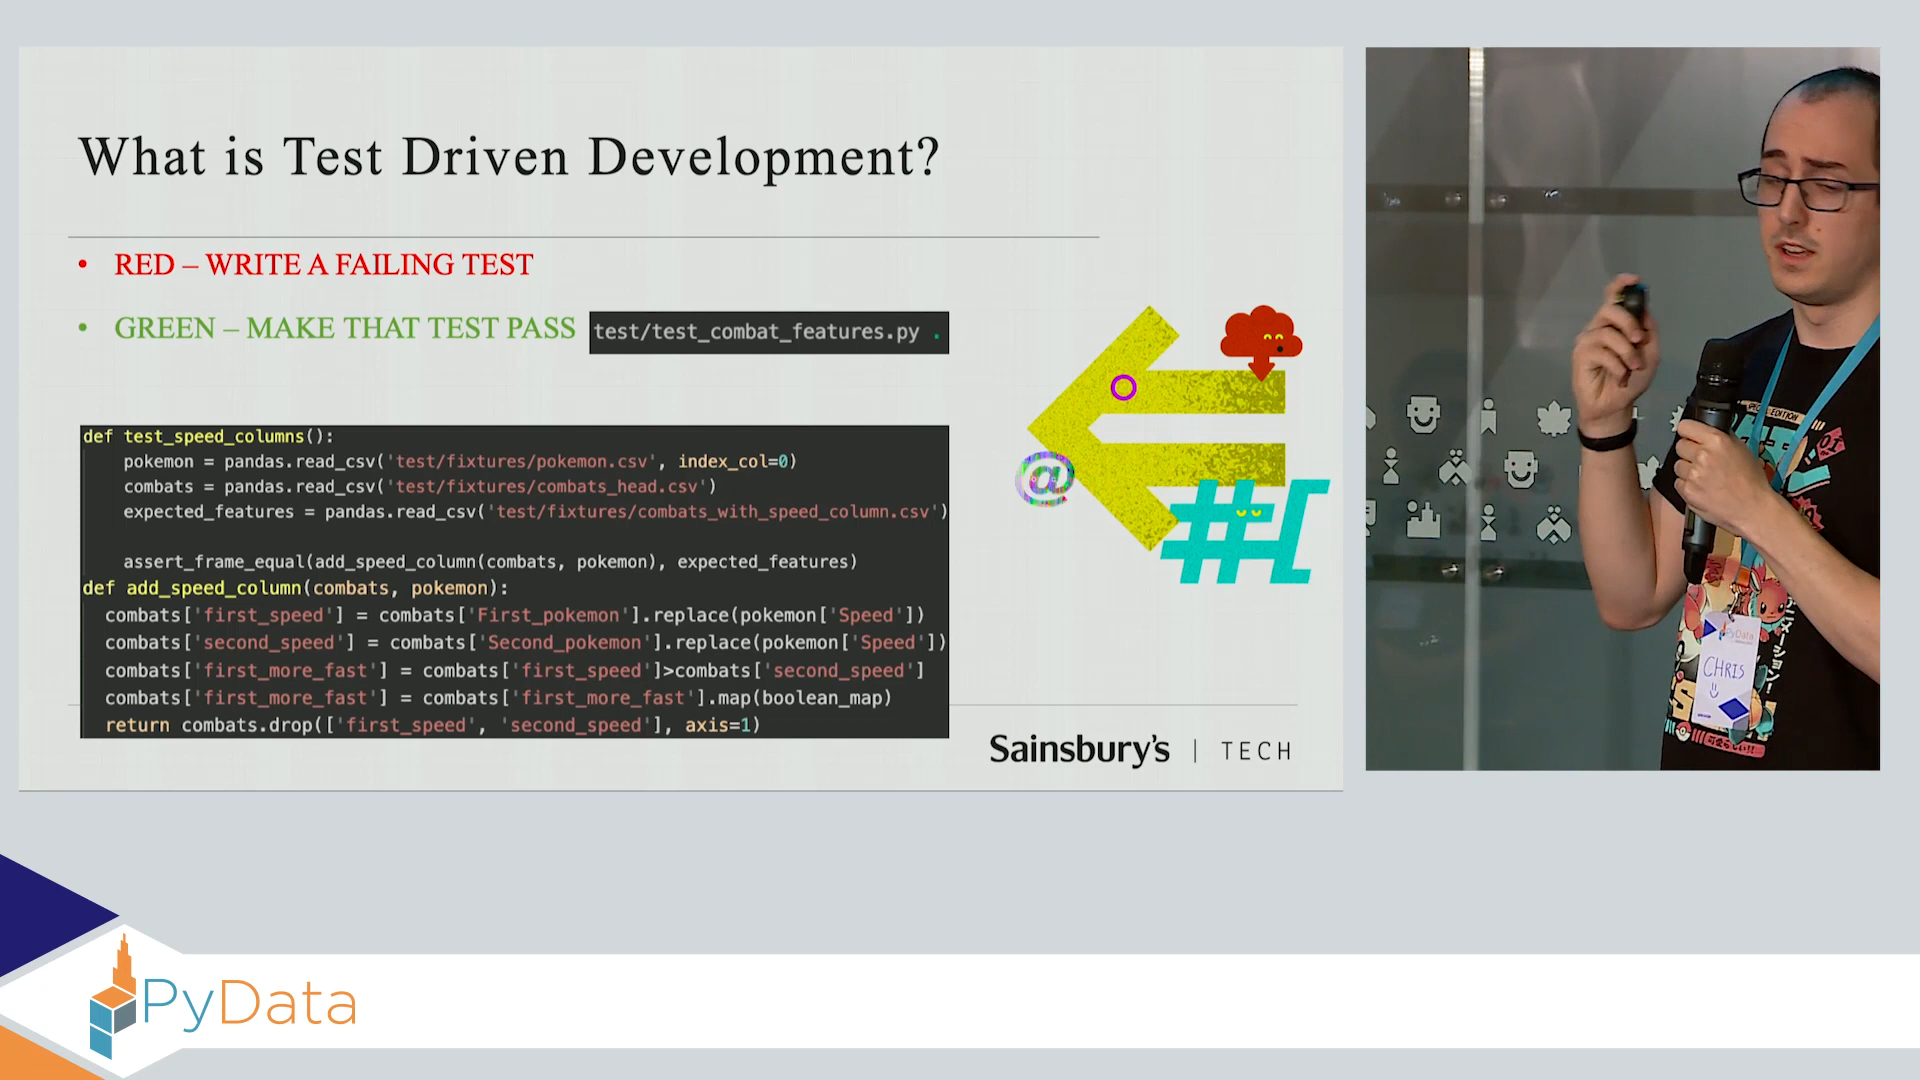 What is Test Driven Development?
• RED – WRITE A FAILING TEST
• GREEN – MAKE THAT TEST PASS
test/test_combat_features.py .
def test_speed_columns():
pokemon = pandas.read_csv('test/fixtures/pokemon.csv', index_col=0)
combats = pandas.read_csv('test/fixtures/combats_head.csv')
expected_features = pandas.read_csv('test/fixtures/combats_with_speed_column.csv')
assert_frame_equal(add_speed_column(combats, pokemon), expected_features)
def add_speed_column(combats, pokemon):
combats['first_speed'] = combats['First_pokemon'].replace(pokemon['Speed'])
combats['second_speed'] = combats['Second_pokemon'].replace(pokemon['Speed'])
combats['first_more_fast'] = combats['first_speed']>combats['second_speed']
combats['first_more_fast'] = combats['first_more_fast'].map(boolean_map)
return combats.drop(['first_speed', 'second_speed'], axis=1)
@
#[
Sainsbury's | TECH
EDITION
PyData
CHRIS
PyData